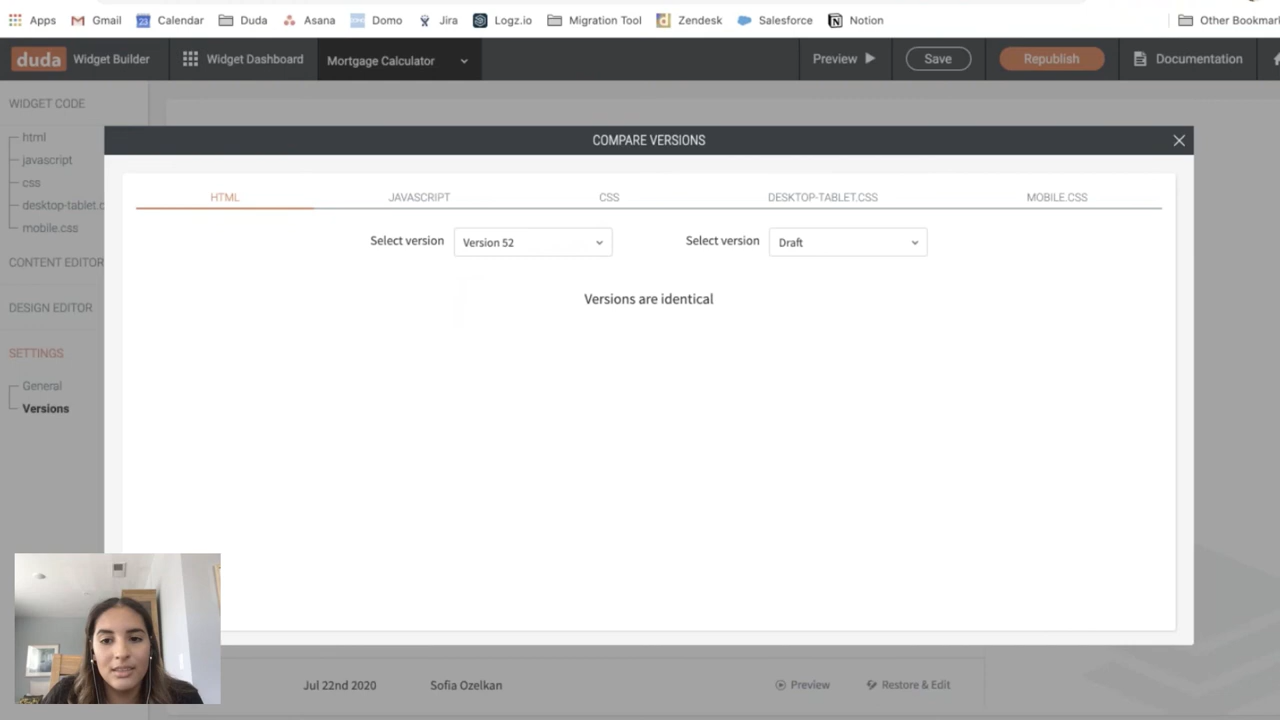 Apps Gmail Calendar Duda Asana Domo Jira Logz.io Migration Tool Zendesk Salesforce Notion Other Bookmar
duda Widget Builder Widget Dashboard Mortgage Calculator Preview Save Republish Documentation
WIDGET CODE
html
javascript
css
desktop-tablet.c
mobile.css
CONTENT EDITOR
DESIGN EDITOR
SETTINGS
General
Versions
COMPARE VERSIONS
HTML JAVASCRIPT CSS DESKTOP-TABLET.CSS MOBILE.CSS
Select version Version 52 Select version Draft
Versions are identical
Jul 22nd 2020 Sofia Ozelkan Preview Restore & Edit